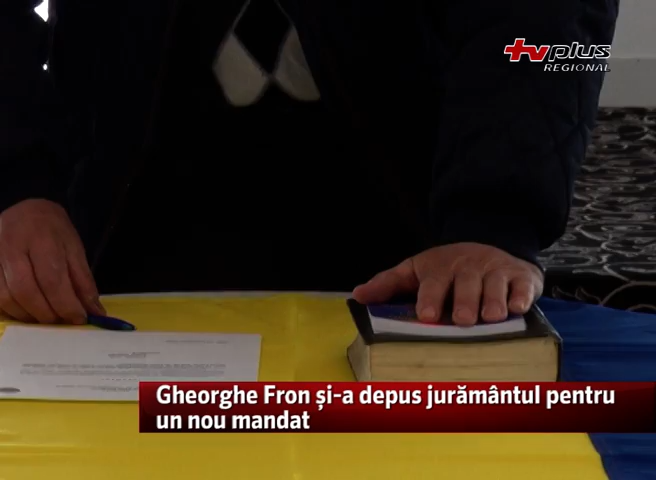 tvplus
REGIONAL
Gheorghe Fron și-a depus jurământul pentru
un nou mandat